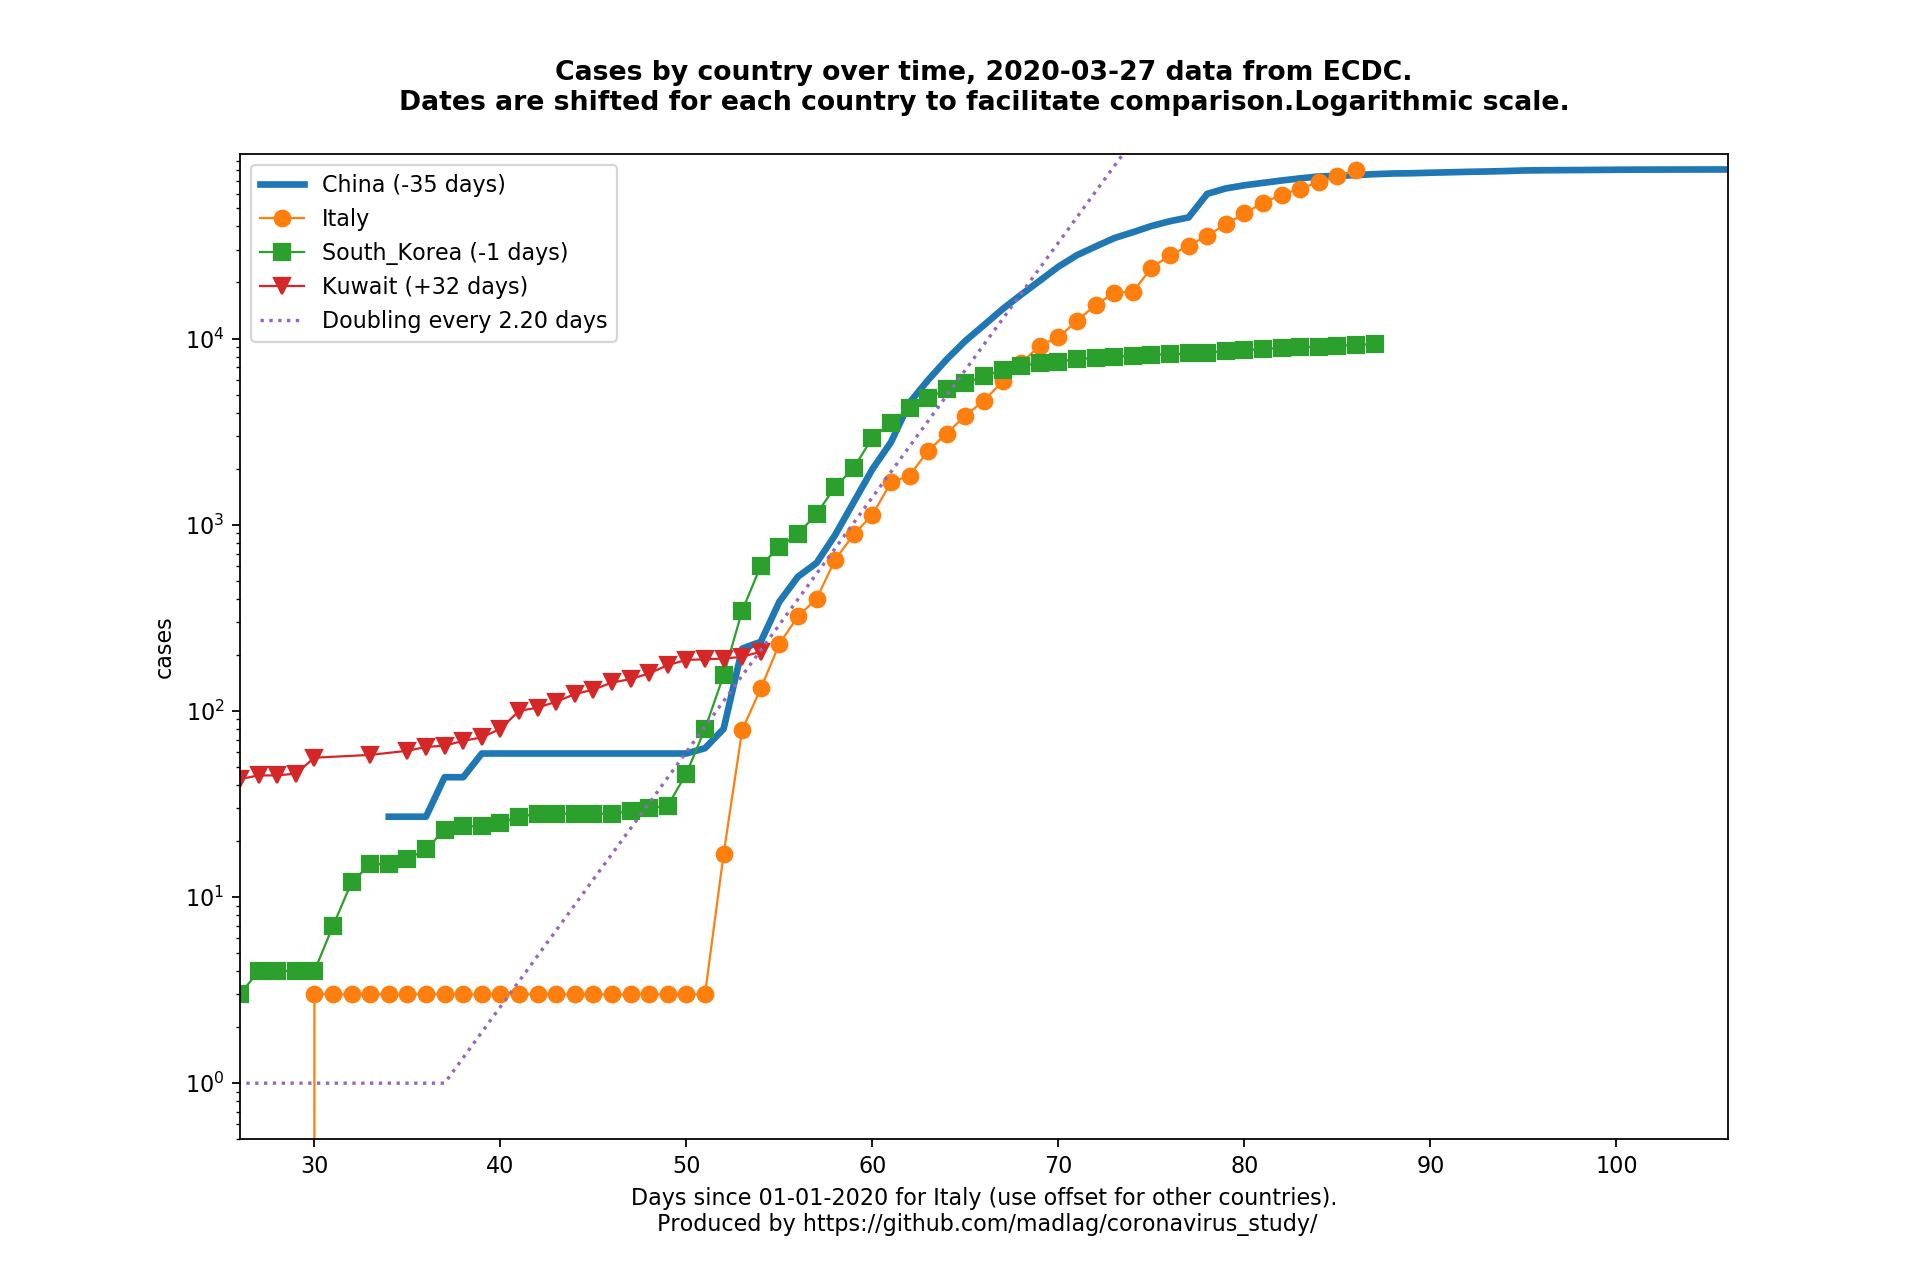 Cases by country over time, 2020-03-27 data from ECDC.
Dates are shifted for each country to facilitate comparison.Logarithmic scale.
China (-35 days)
Italy
South_Korea (-1 days)
Kuwait (+32 days)
Doubling every 2.20 days
cases
10⁴
10³
10²
10¹
10⁰
30 40 50 60 70 80 90 100
Days since 01-01-2020 for Italy (use offset for other countries).
Produced by https://github.com/madlag/coronavirus_study/